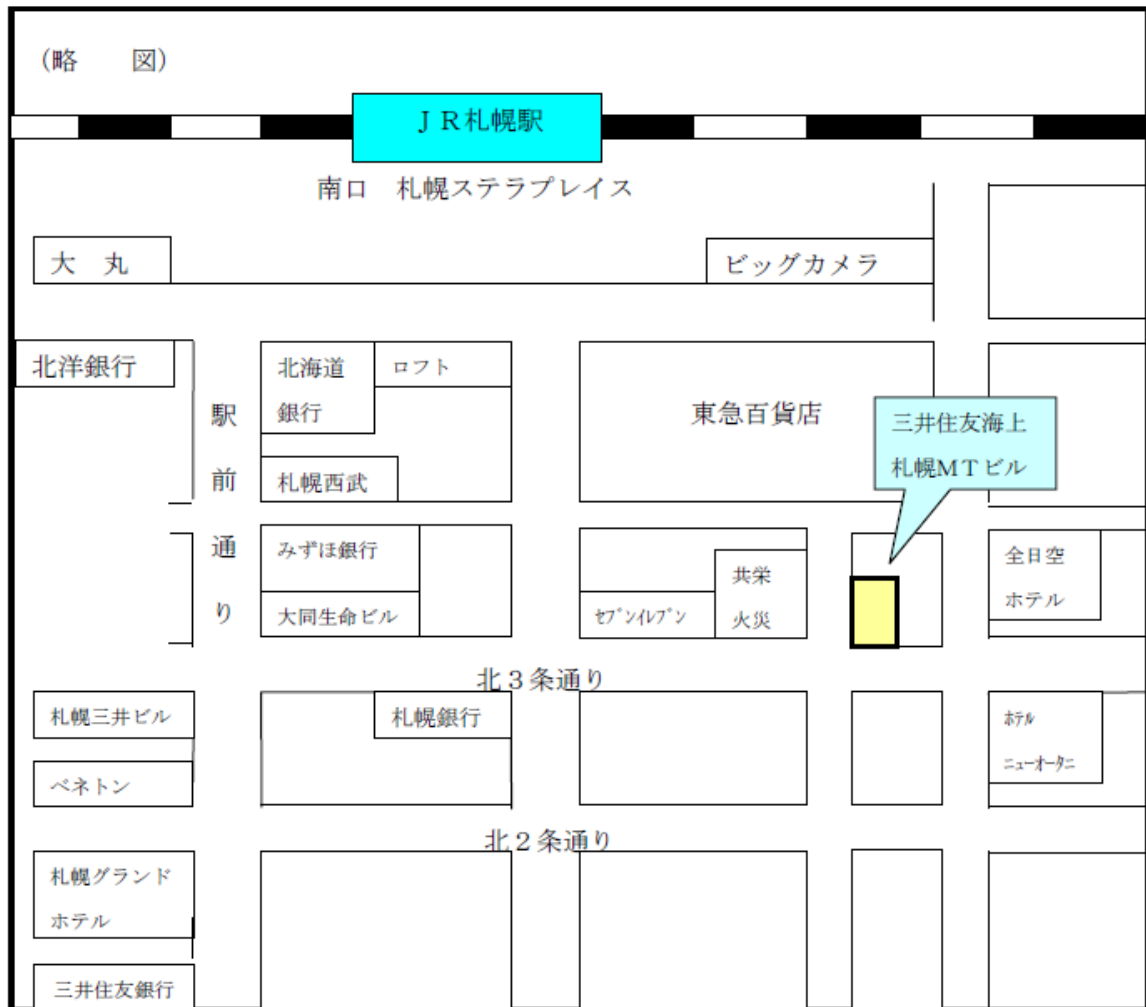 （略　　図）
ＪＲ札幌駅
南口　札幌ステラプレイス
大　丸
ビッグカメラ
北洋銀行
駅
前
通
り
北海道
銀行
ロフト
札幌西武
東急百貨店
三井住友海上
札幌ＭＴビル
みずほ銀行
大同生命ビル
ｾﾌﾞﾝｲﾚﾌﾞﾝ
共栄
火災
全日空
ホテル
北３条通り
札幌三井ビル
ベネトン
札幌銀行
ﾎﾃﾙ
ﾆｭｰｵｰﾀﾆ
北２条通り
札幌グランド
ホテル
三井住友銀行